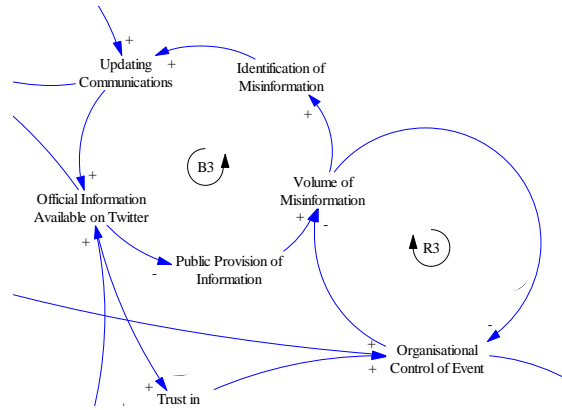 +
Updating
Communications
+
Identification of
Misinformation
+
B3
+
Official Information
Available on Twitter
+
Volume of
Misinformation
+
-
R3
-
Public Provision of
Information
-
+
+
Organisational
Control of Event
+
Trust in